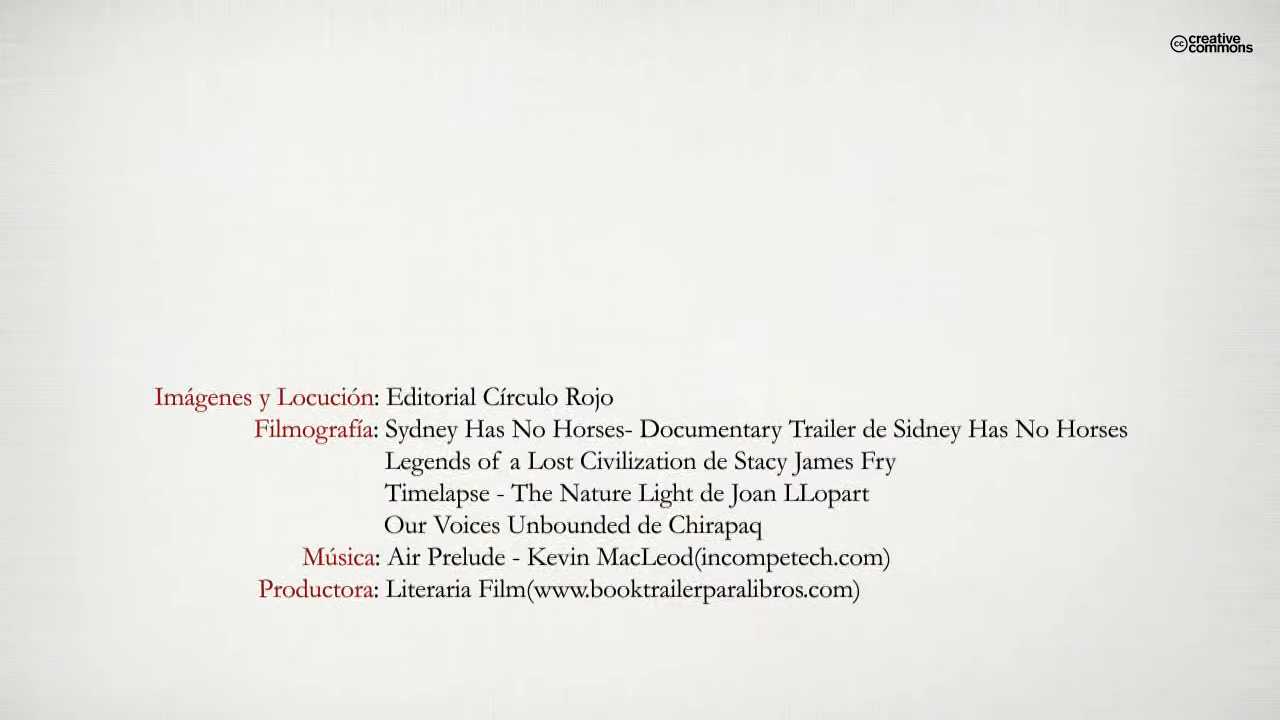 creative
commons
Imágenes y Locución: Editorial Círculo Rojo
Filmografía: Sydney Has No Horses- Documentary Trailer de Sidney Has No Horses
Legends of a Lost Civilization de Stacy James Fry
Timelapse - The Nature Light de Joan LLopart
Our Voices Unbounded de Chirapaq
Música: Air Prelude - Kevin MacLeod(incompetech.com)
Productora: Literaria Film(www.booktrailerparalibros.com)